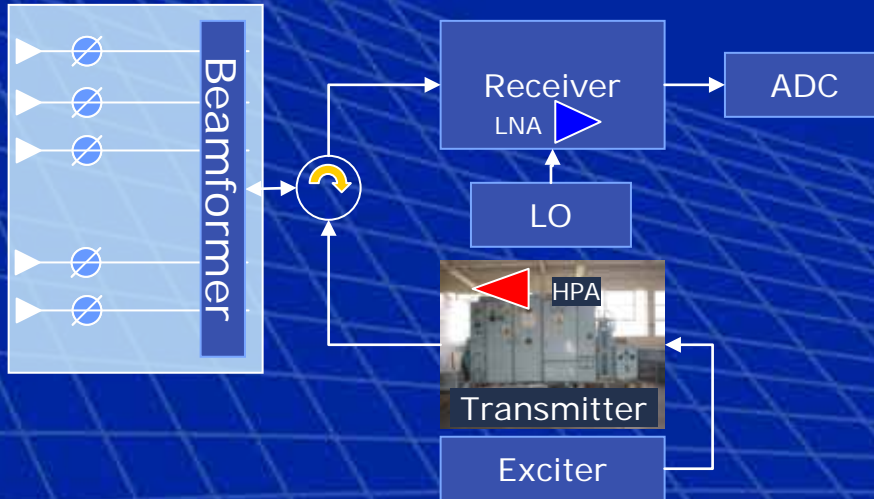 Beamformer
Receiver
LNA
ADC
LO
HPA
Transmitter
Exciter